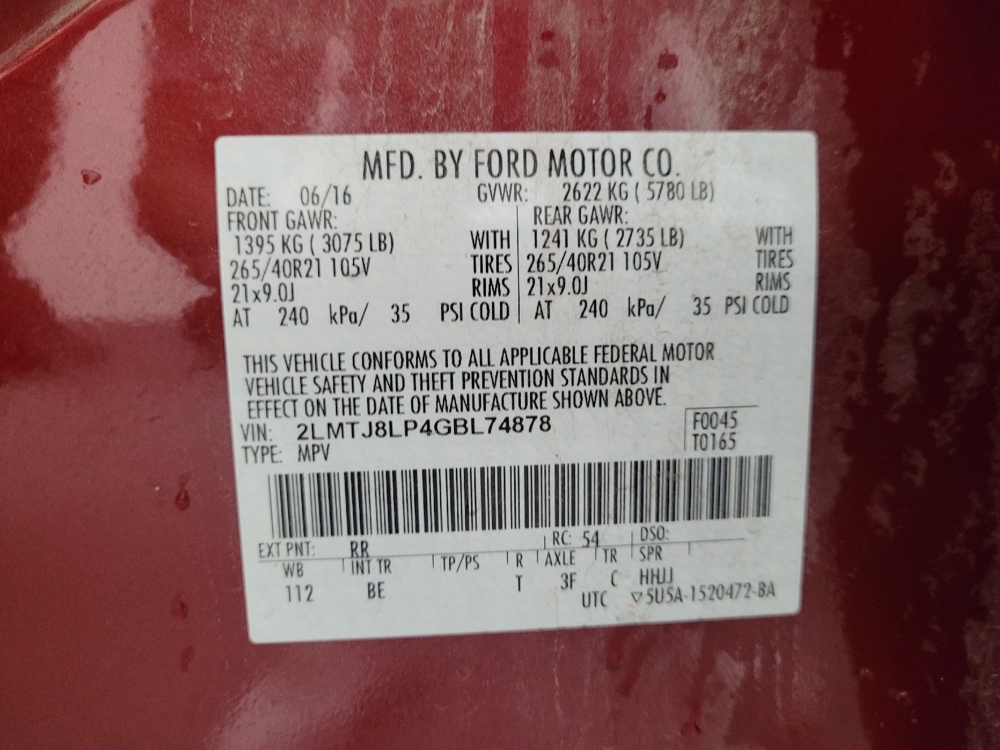 MFD. BY FORD MOTOR CO.
DATE: 06/16 GVWR: 2622 KG ( 5780 LB)
FRONT GAWR: REAR GAWR:
1395 KG ( 3075 LB) WITH 1241 KG ( 2735 LB) WITH
265/40R21 105V TIRES 265/40R21 105V TIRES
21x9.0J RIMS 21x9.0J RIMS
AT 240 kPa/ 35 PSI COLD AT 240 kPa/ 35 PSI COLD
THIS VEHICLE CONFORMS TO ALL APPLICABLE FEDERAL MOTOR
VEHICLE SAFETY AND THEFT PREVENTION STANDARDS IN
EFFECT ON THE DATE OF MANUFACTURE SHOWN ABOVE.
VIN: 2LMTJ8LP4GBL74878 F0045
TYPE: MPV T0165
EXT PNT: RR RC: 54 DSO:
WB INT TR TP/PS R AXLE TR SPR
112 BE T 3F C HHJJ
UTC ▽5U5A-1520472-BA